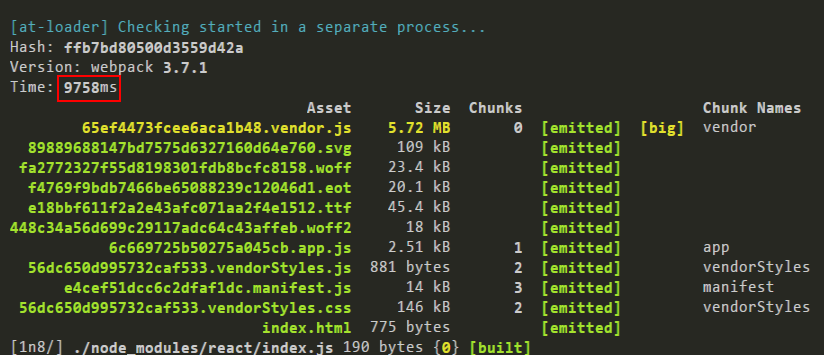 [at-loader] Checking started in a separate process...
Hash: ffb7bd80500d3559d42a
Version: webpack 3.7.1
Time: 9758ms
Asset Size Chunks Chunk Names
65ef4473fcee6aca1b48.vendor.js 5.72 MB 0 [emitted] [big] vendor
89889688147bd7575d6327160d64e760.svg 109 kB [emitted]
fa2772327f55d8198301fdb8bcfc8158.woff 23.4 kB [emitted]
f4769f9bdb7466be65088239c12046d1.eot 20.1 kB [emitted]
e18bbf611f2a2e43afc071aa2f4e1512.ttf 45.4 kB [emitted]
448c34a56d699c29117adc64c43affeb.woff2 18 kB [emitted]
6c669725b50275a045cb.app.js 2.51 kB 1 [emitted] app
56dc650d995732caf533.vendorStyles.js 881 bytes 2 [emitted] vendorStyles
e4cef51dcc6c2dfaf1dc.manifest.js 14 kB 3 [emitted] manifest
56dc650d995732caf533.vendorStyles.css 146 kB 2 [emitted] vendorStyles
index.html 775 bytes [emitted]
[1n8/] ./node_modules/react/index.js 190 bytes {0} [built]